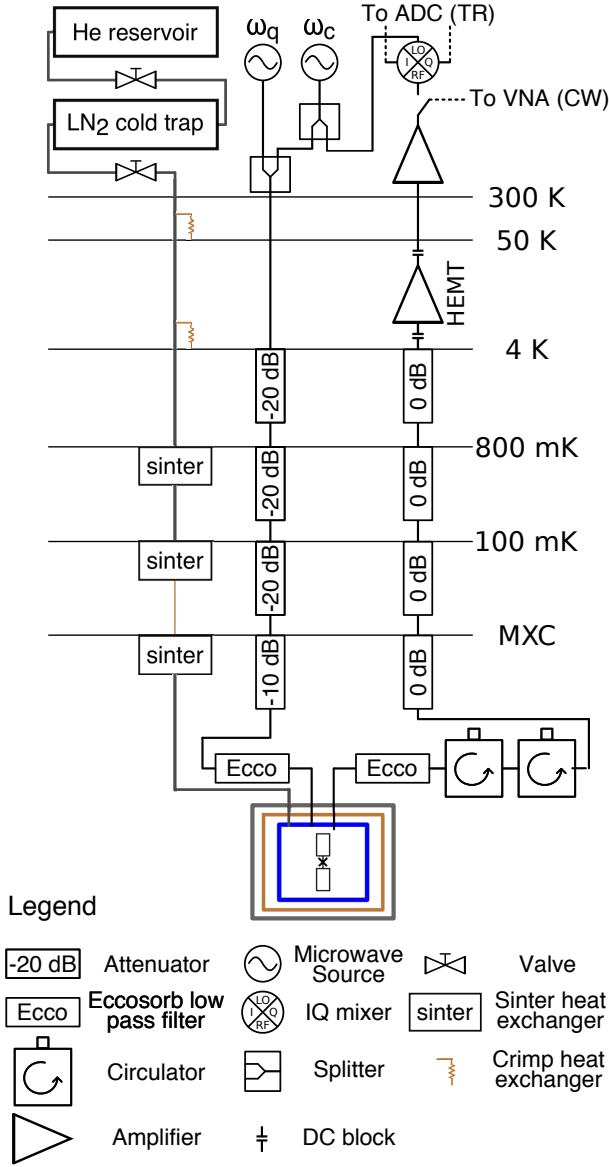 To ADC (TR)
He reservoir
ωq
ωc
LO
I
Q
RF
To VNA (CW)
LN2 cold trap
300 K
50 K
HEMT
4 K
-20 dB
0 dB
800 mK
sinter
-20 dB
0 dB
100 mK
sinter
-20 dB
0 dB
MXC
sinter
-10 dB
0 dB
Ecco
Ecco
Legend
-20 dB
Attenuator
Microwave
Source
Valve
Ecco
Eccosorb low
pass filter
LO
I
Q
RF
IQ mixer
sinter
Sinter heat
exchanger
Circulator
Splitter
Crimp heat
exchanger
Amplifier
DC block